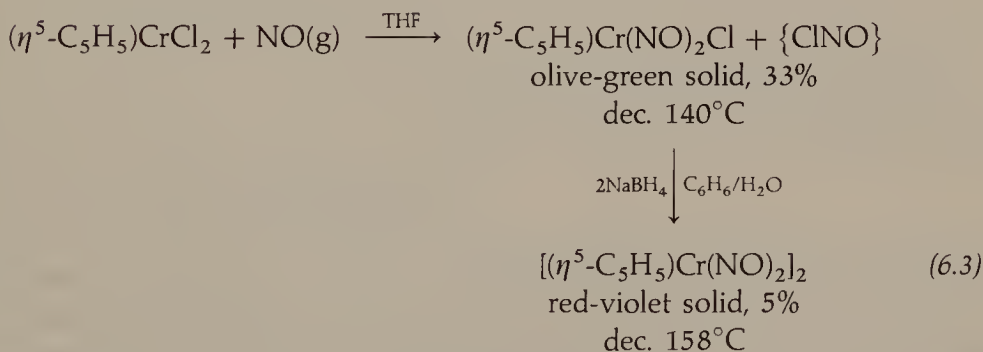 (η⁵-C₅H₅)CrCl₂ + NO(g) →THF (η⁵-C₅H₅)Cr(NO)₂Cl + {ClNO}
olive-green solid, 33%
dec. 140°C
2NaBH₄ ↓ C₆H₆/H₂O
[(η⁵-C₅H₅)Cr(NO)₂]₂ (6.3)
red-violet solid, 5%
dec. 158°C